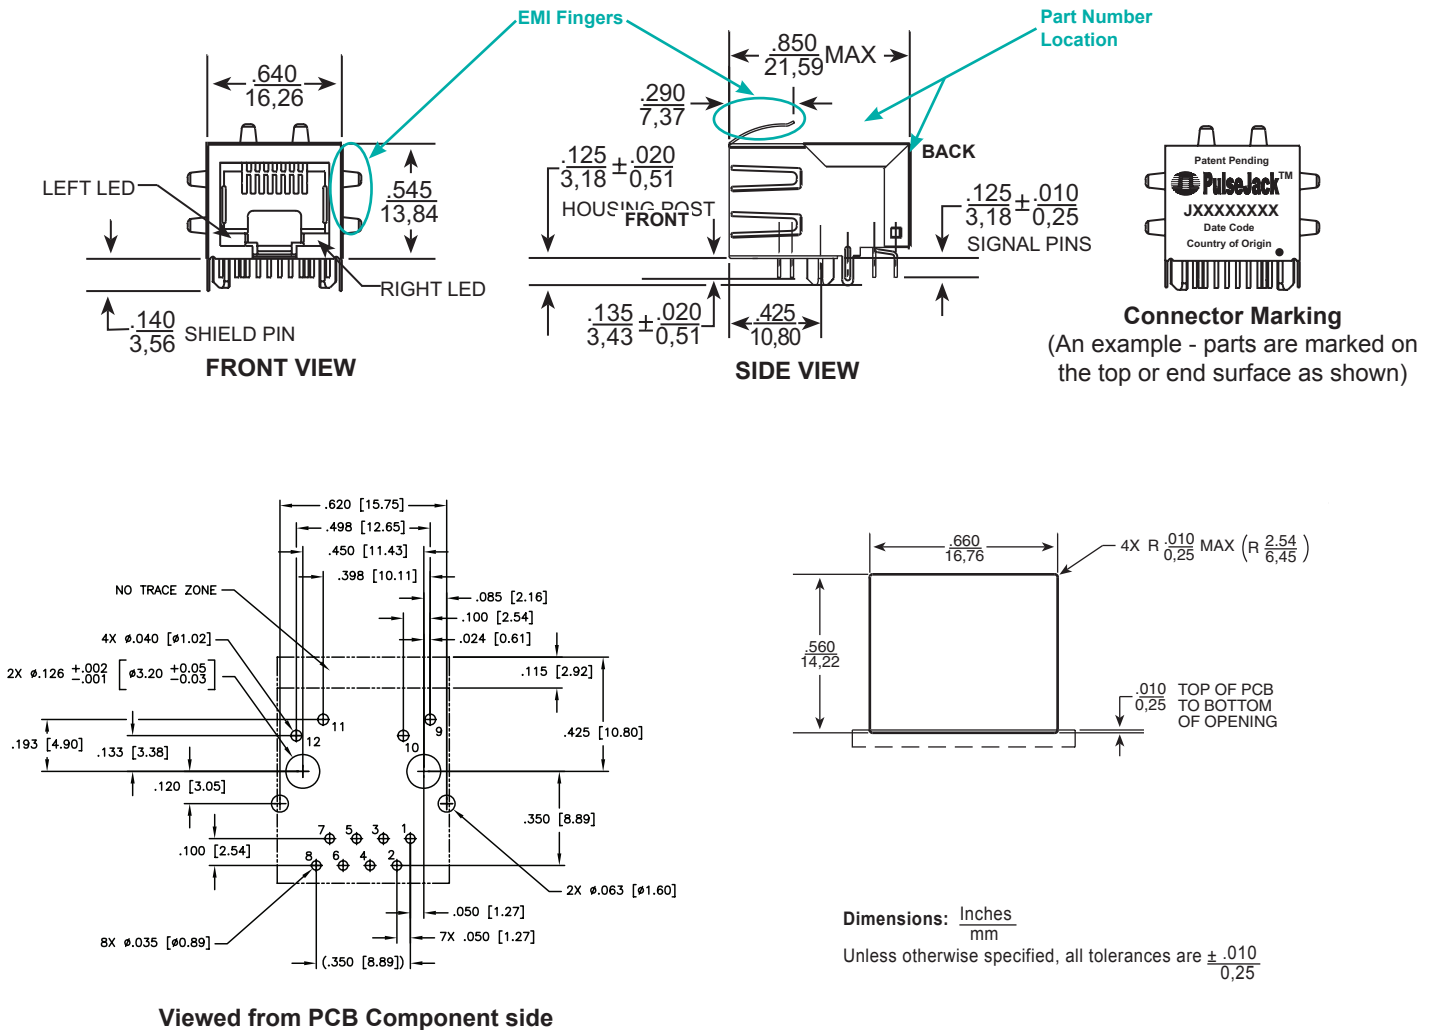 EMI Fingers
Part Number
Location
.640
16,26
.850
21,59 MAX
.290
7,37
LEFT LED
.545
13,84
RIGHT LED
.140
3,56 SHIELD PIN
FRONT VIEW
.125 ± .020
3,18 0,51
HOUSING POST
FRONT
BACK
.125 ± .010
3,18 0,25
SIGNAL PINS
.135 ± .020
3,43 0,51
.425
10,80
SIDE VIEW
Patent Pending
PulseJack™
JXXXXXXXX
Date Code
Country of Origin
Connector Marking
(An example - parts are marked on
the top or end surface as shown)
.620 [15.75]
.498 [12.65]
.450 [11.43]
.398 [10.11]
NO TRACE ZONE
.085 [2.16]
.100 [2.54]
.024 [0.61]
4X ø.040 [ø1.02]
2X ø.126 +.002 -.001 [ø3.20 +0.05 -0.03]
.115 [2.92]
.425 [10.80]
11
9
12
10
.193 [4.90]
.133 [3.38]
.120 [3.05]
.350 [8.89]
7 5 3 1
.100 [2.54]
8 6 4 2
2X ø.063 [ø1.60]
.050 [1.27]
8X ø.035 [ø0.89]
7X .050 [1.27]
(.350 [8.89])
Viewed from PCB Component side
.660
16,76
4X R .010 MAX (R 2.54)
0,25 6,45
.560
14,22
.010 TOP OF PCB
0,25 TO BOTTOM
OF OPENING
Dimensions: Inches
mm
Unless otherwise specified, all tolerances are ± .010
0,25